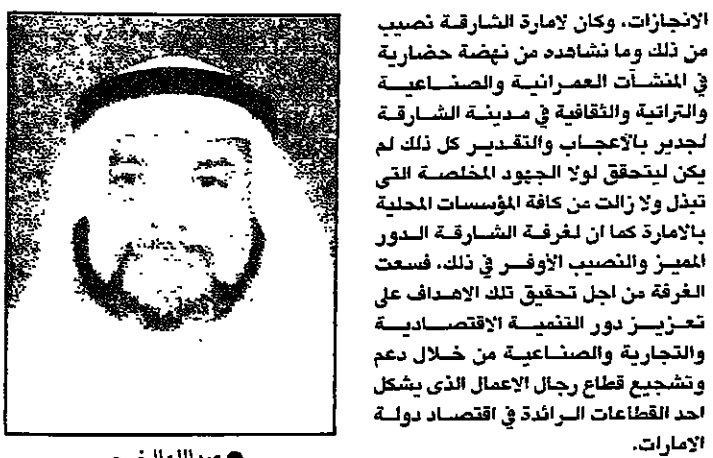 الانجازات، وكان لامارة الشارقة نصيب
من ذلك وما نشاهده من نهضة حضارية
في المنشآت العمرانية والصناعية
والتراثية والثقافية في مدينة الشارقة
لجدير بالأعجاب والتقدير كل ذلك لم
يكن ليتحقق لولا الجهود المخلصة التي
تبذل ولا زالت من كافة المؤسسات المحلية
بالامارة كما ان لغرفة الشارقة الدور
المميز والنصيب الأوفر في ذلك، فسعت
الغرفة من اجل تحقيق تلك الاهداف على
تعزيز دور التنمية الاقتصادية
والتجارية والصناعية من خلال دعم
وتشجيع قطاع رجال الاعمال الذى يشكل
احد القطاعات الرائدة في اقتصاد دولة
الامارات.